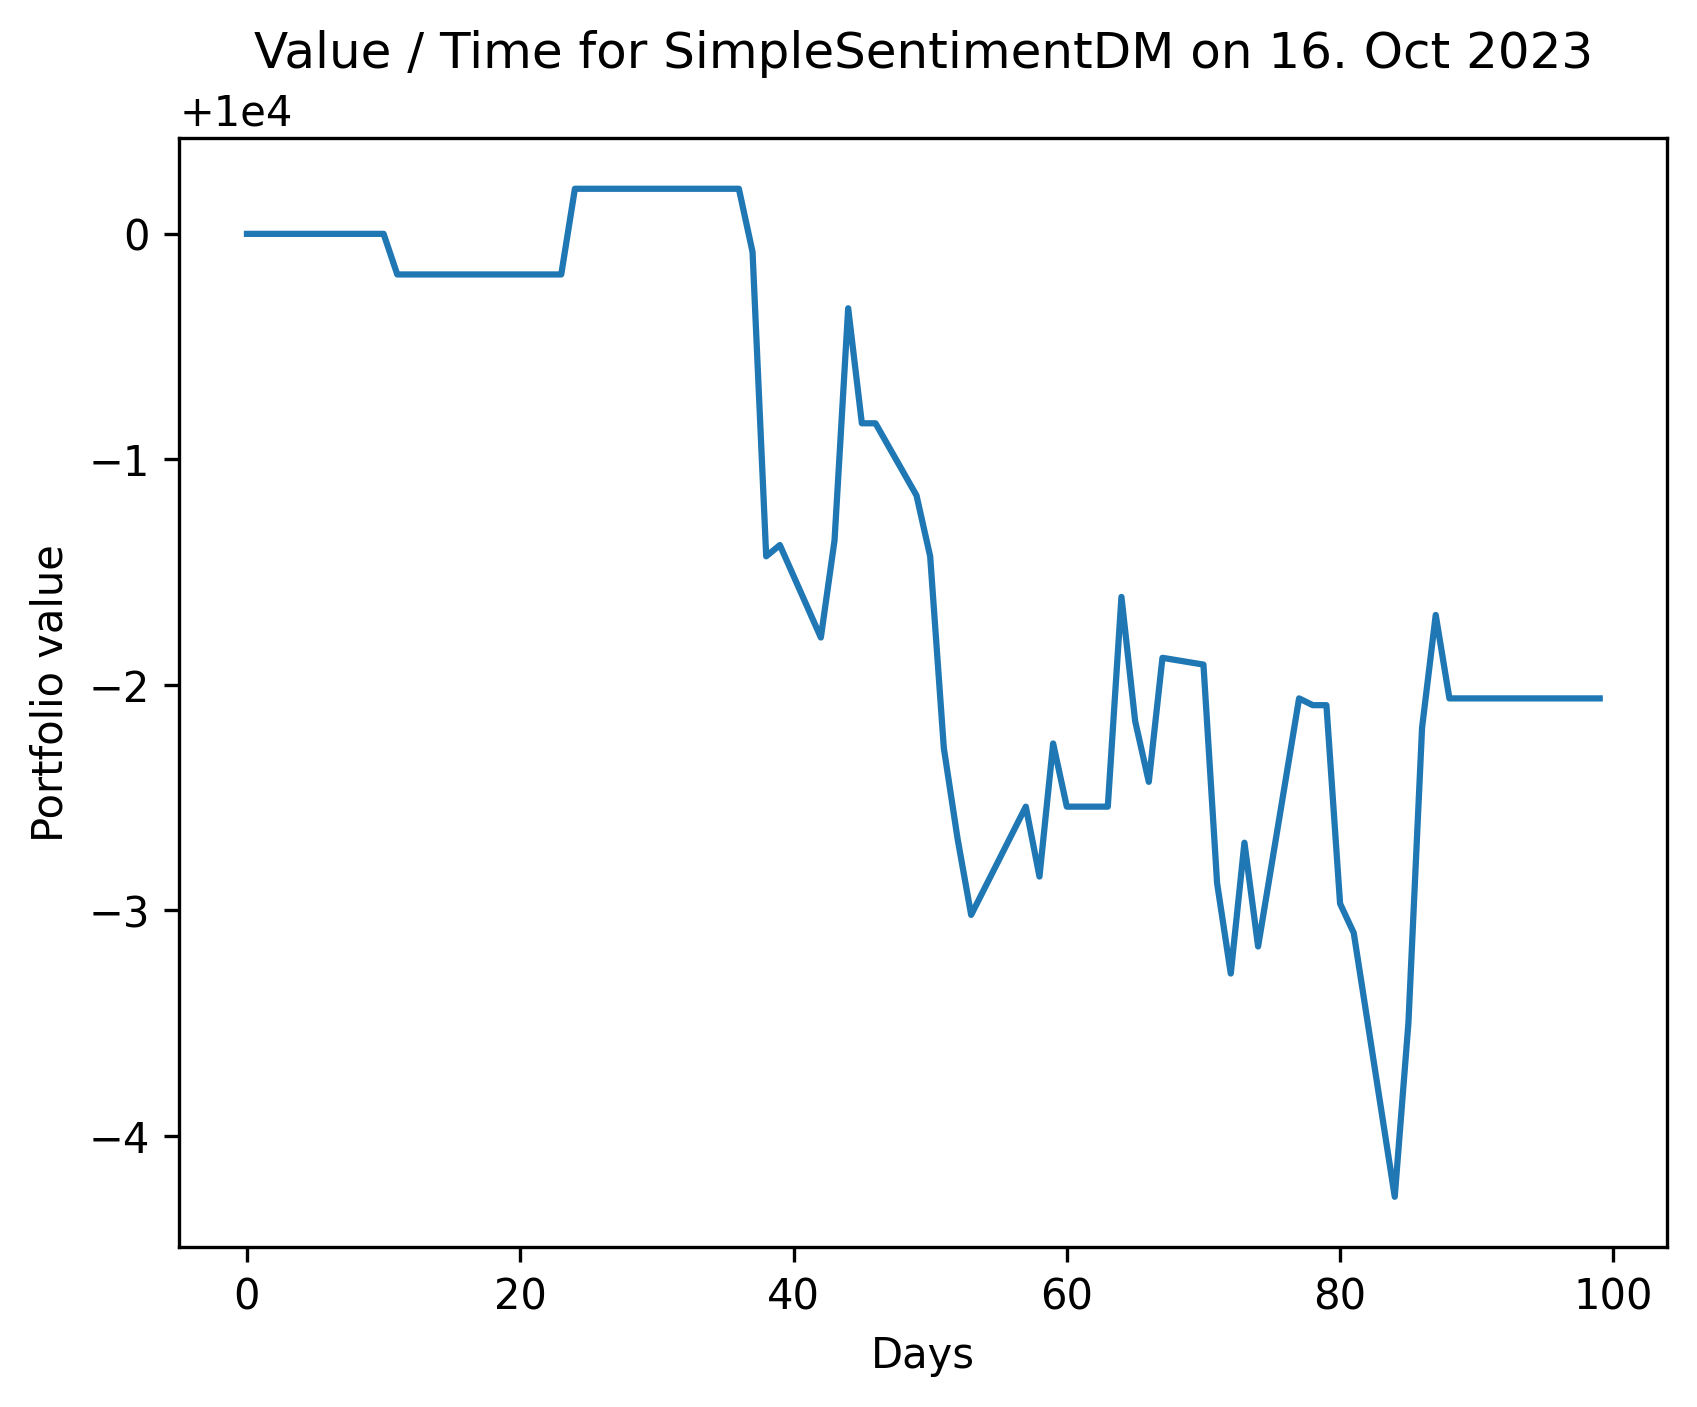 Value / Time for SimpleSentimentDM on 16. Oct 2023
+1e4
0
−1
−2
−3
−4
Portfolio value
0 20 40 60 80 100
Days